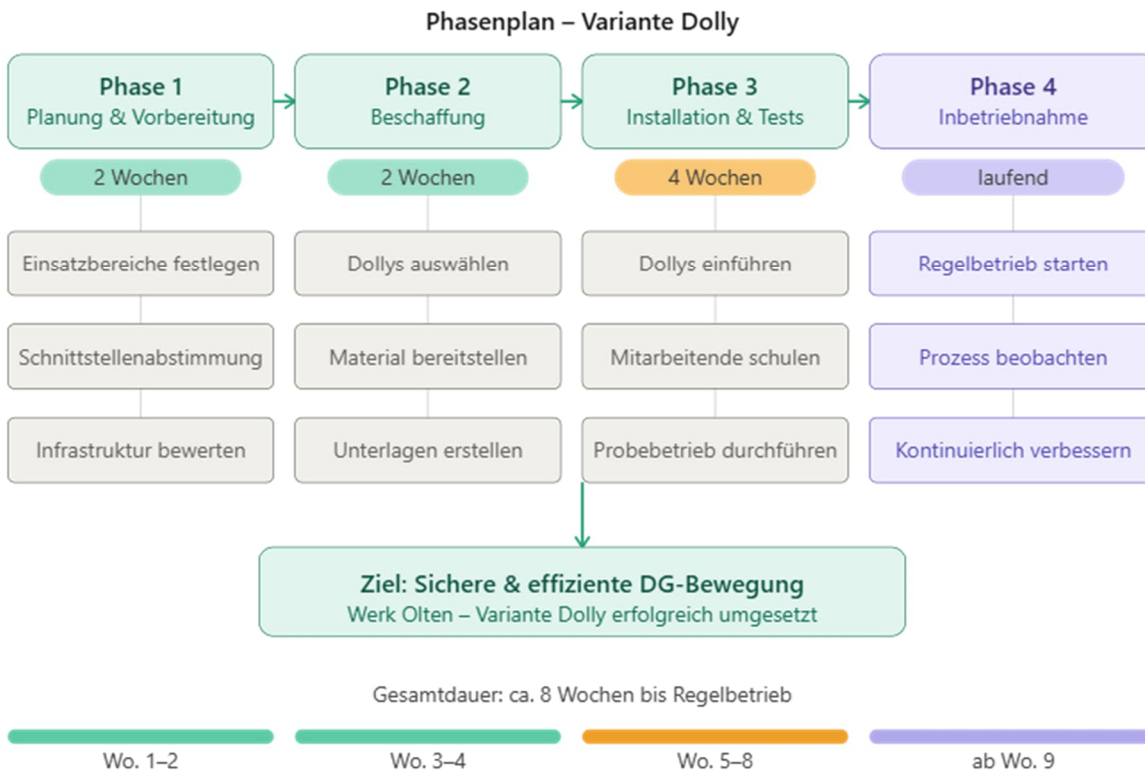 Phasenplan – Variante Dolly
Phase 1
Planung & Vorbereitung
2 Wochen
Einsatzbereiche festlegen
Schnittstellenabstimmung
Infrastruktur bewerten
Phase 2
Beschaffung
2 Wochen
Dollys auswählen
Material bereitstellen
Unterlagen erstellen
Phase 3
Installation & Tests
4 Wochen
Dollys einführen
Mitarbeitende schulen
Probebetrieb durchführen
Phase 4
Inbetriebnahme
laufend
Regelbetrieb starten
Prozess beobachten
Kontinuierlich verbessern
Ziel: Sichere & effiziente DG-Bewegung
Werk Olten – Variante Dolly erfolgreich umgesetzt
Gesamtdauer: ca. 8 Wochen bis Regelbetrieb
Wo. 1–2
Wo. 3–4
Wo. 5–8
ab Wo. 9